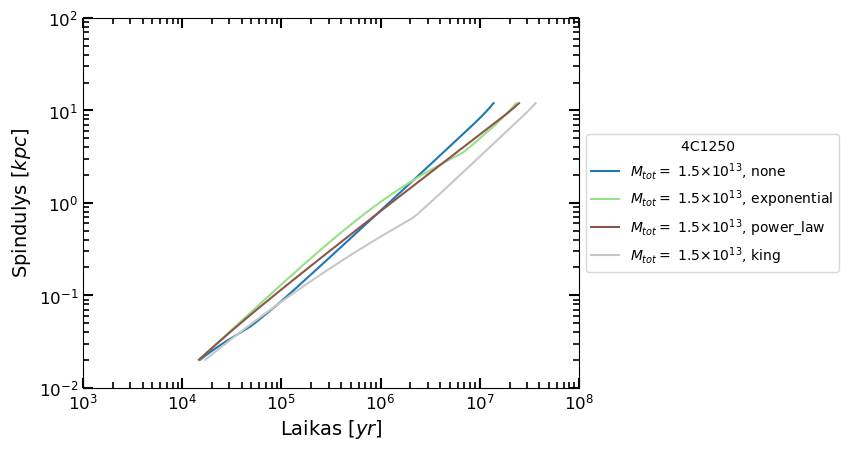 10²
10¹
10⁰
10⁻¹
10⁻²
Spindulys [kpc]
10³ 10⁴ 10⁵ 10⁶ 10⁷ 10⁸
Laikas [yr]
4C1250
M_tot = 1.5×10¹³, none
M_tot = 1.5×10¹³, exponential
M_tot = 1.5×10¹³, power_law
M_tot = 1.5×10¹³, king